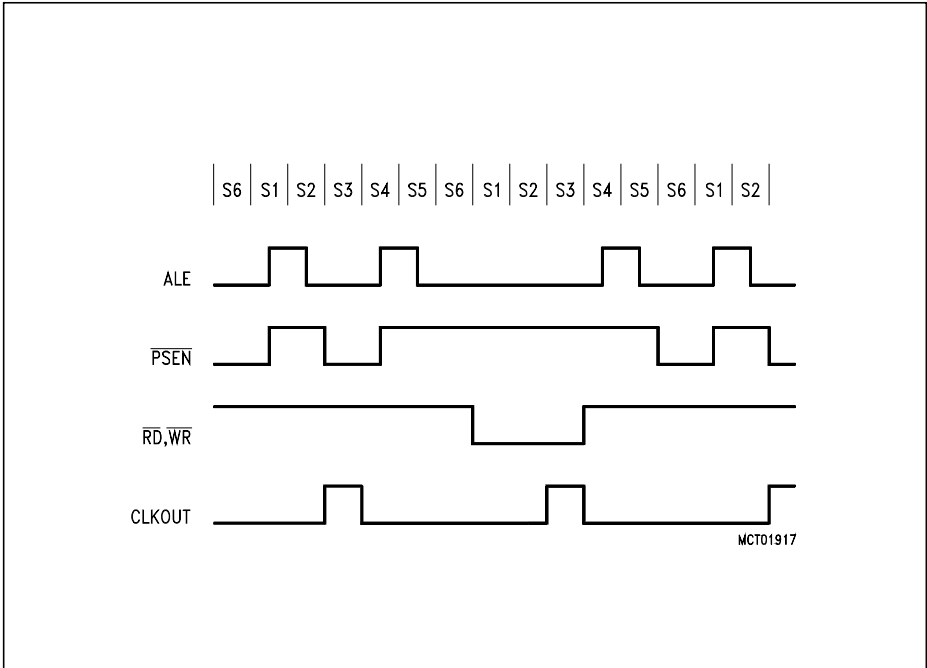 S6 S1 S2 S3 S4 S5 S6 S1 S2 S3 S4 S5 S6 S1 S2
ALE
PSEN
RD,WR
CLKOUT
MCT01917